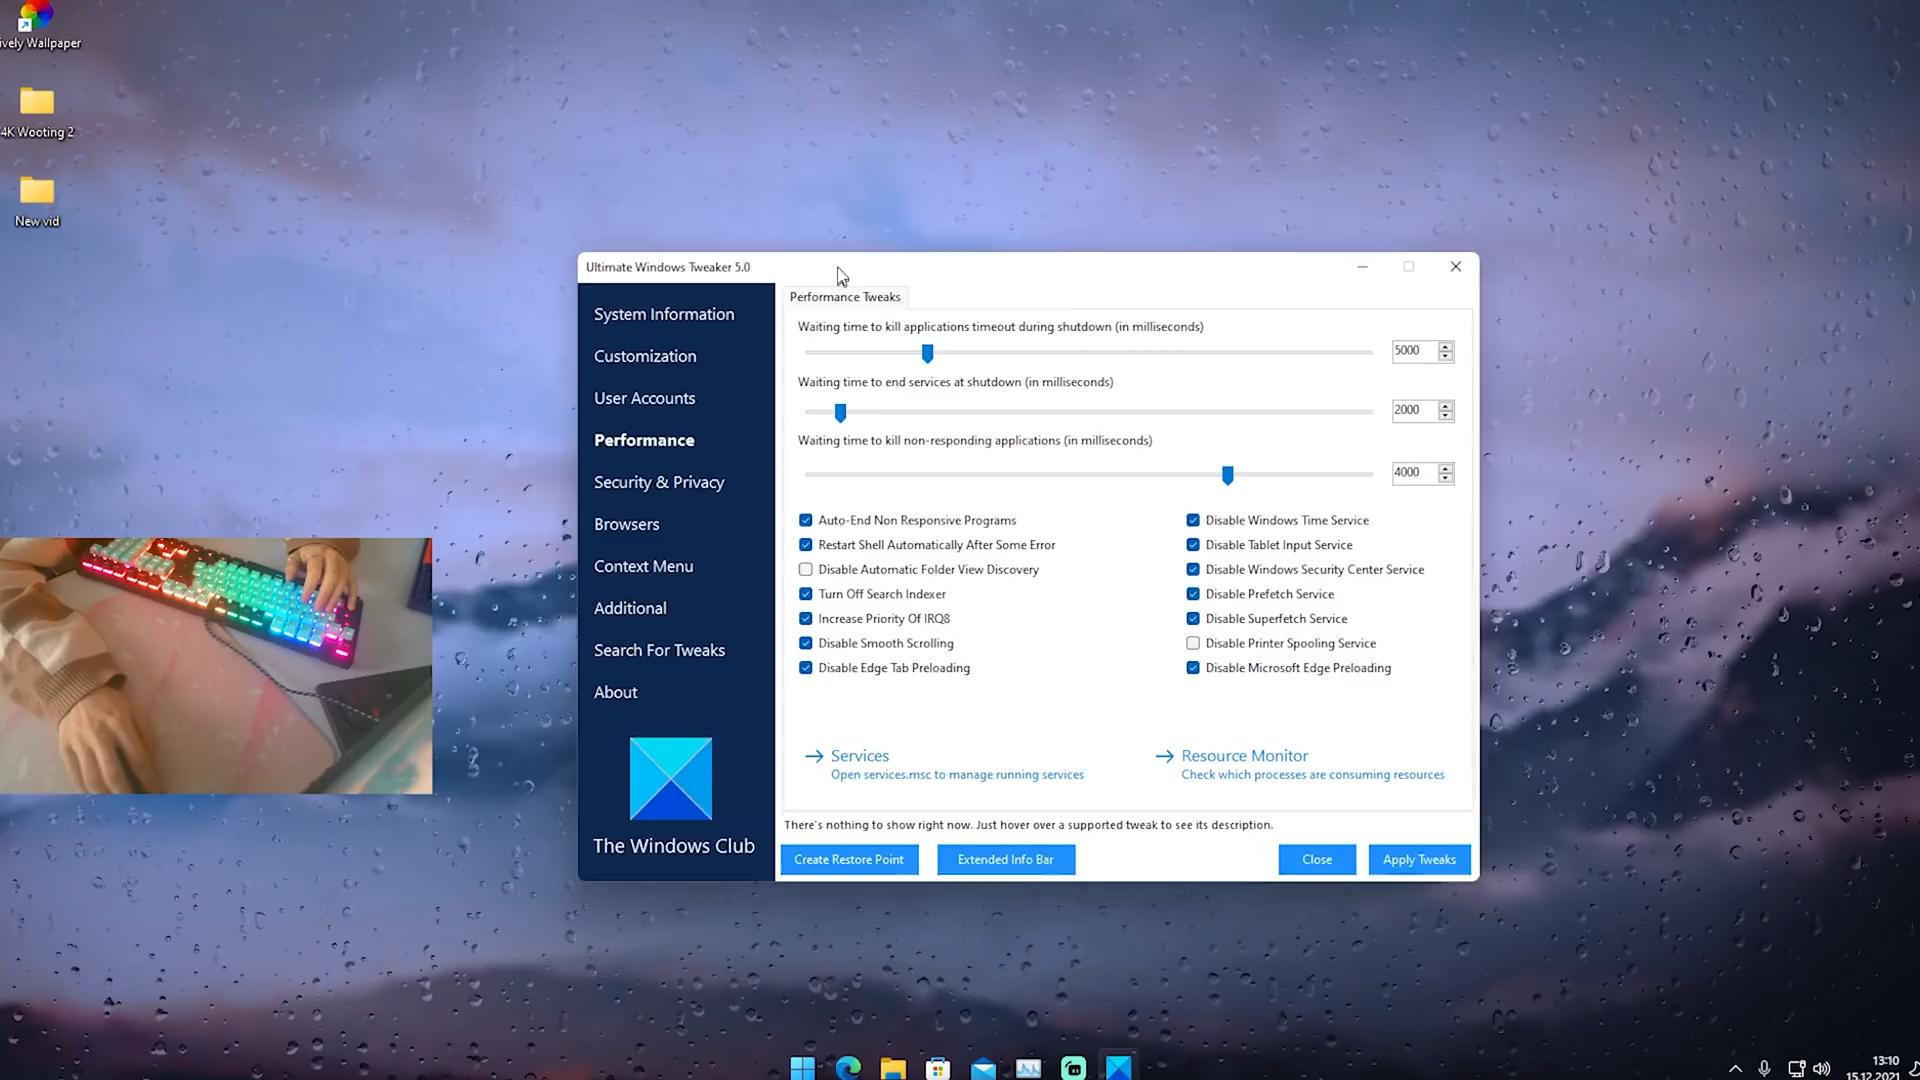 ively Wallpaper
4K Wooting 2
New vid
Ultimate Windows Tweaker 5.0
System Information
Customization
User Accounts
Performance
Security & Privacy
Browsers
Context Menu
Additional
Search For Tweaks
About
The Windows Club
Performance Tweaks
Waiting time to kill applications timeout during shutdown (in milliseconds)
5000
Waiting time to end services at shutdown (in milliseconds)
2000
Waiting time to kill non-responding applications (in milliseconds)
4000
Auto-End Non Responsive Programs
Restart Shell Automatically After Some Error
Disable Automatic Folder View Discovery
Turn Off Search Indexer
Increase Priority Of IRQ8
Disable Smooth Scrolling
Disable Edge Tab Preloading
Disable Windows Time Service
Disable Tablet Input Service
Disable Windows Security Center Service
Disable Prefetch Service
Disable Superfetch Service
Disable Printer Spooling Service
Disable Microsoft Edge Preloading
Services
Open services.msc to manage running services
Resource Monitor
Check which processes are consuming resources
There's nothing to show right now. Just hover over a supported tweak to see its description.
Create Restore Point
Extended Info Bar
Close
Apply Tweaks
13:10
15.12.2021